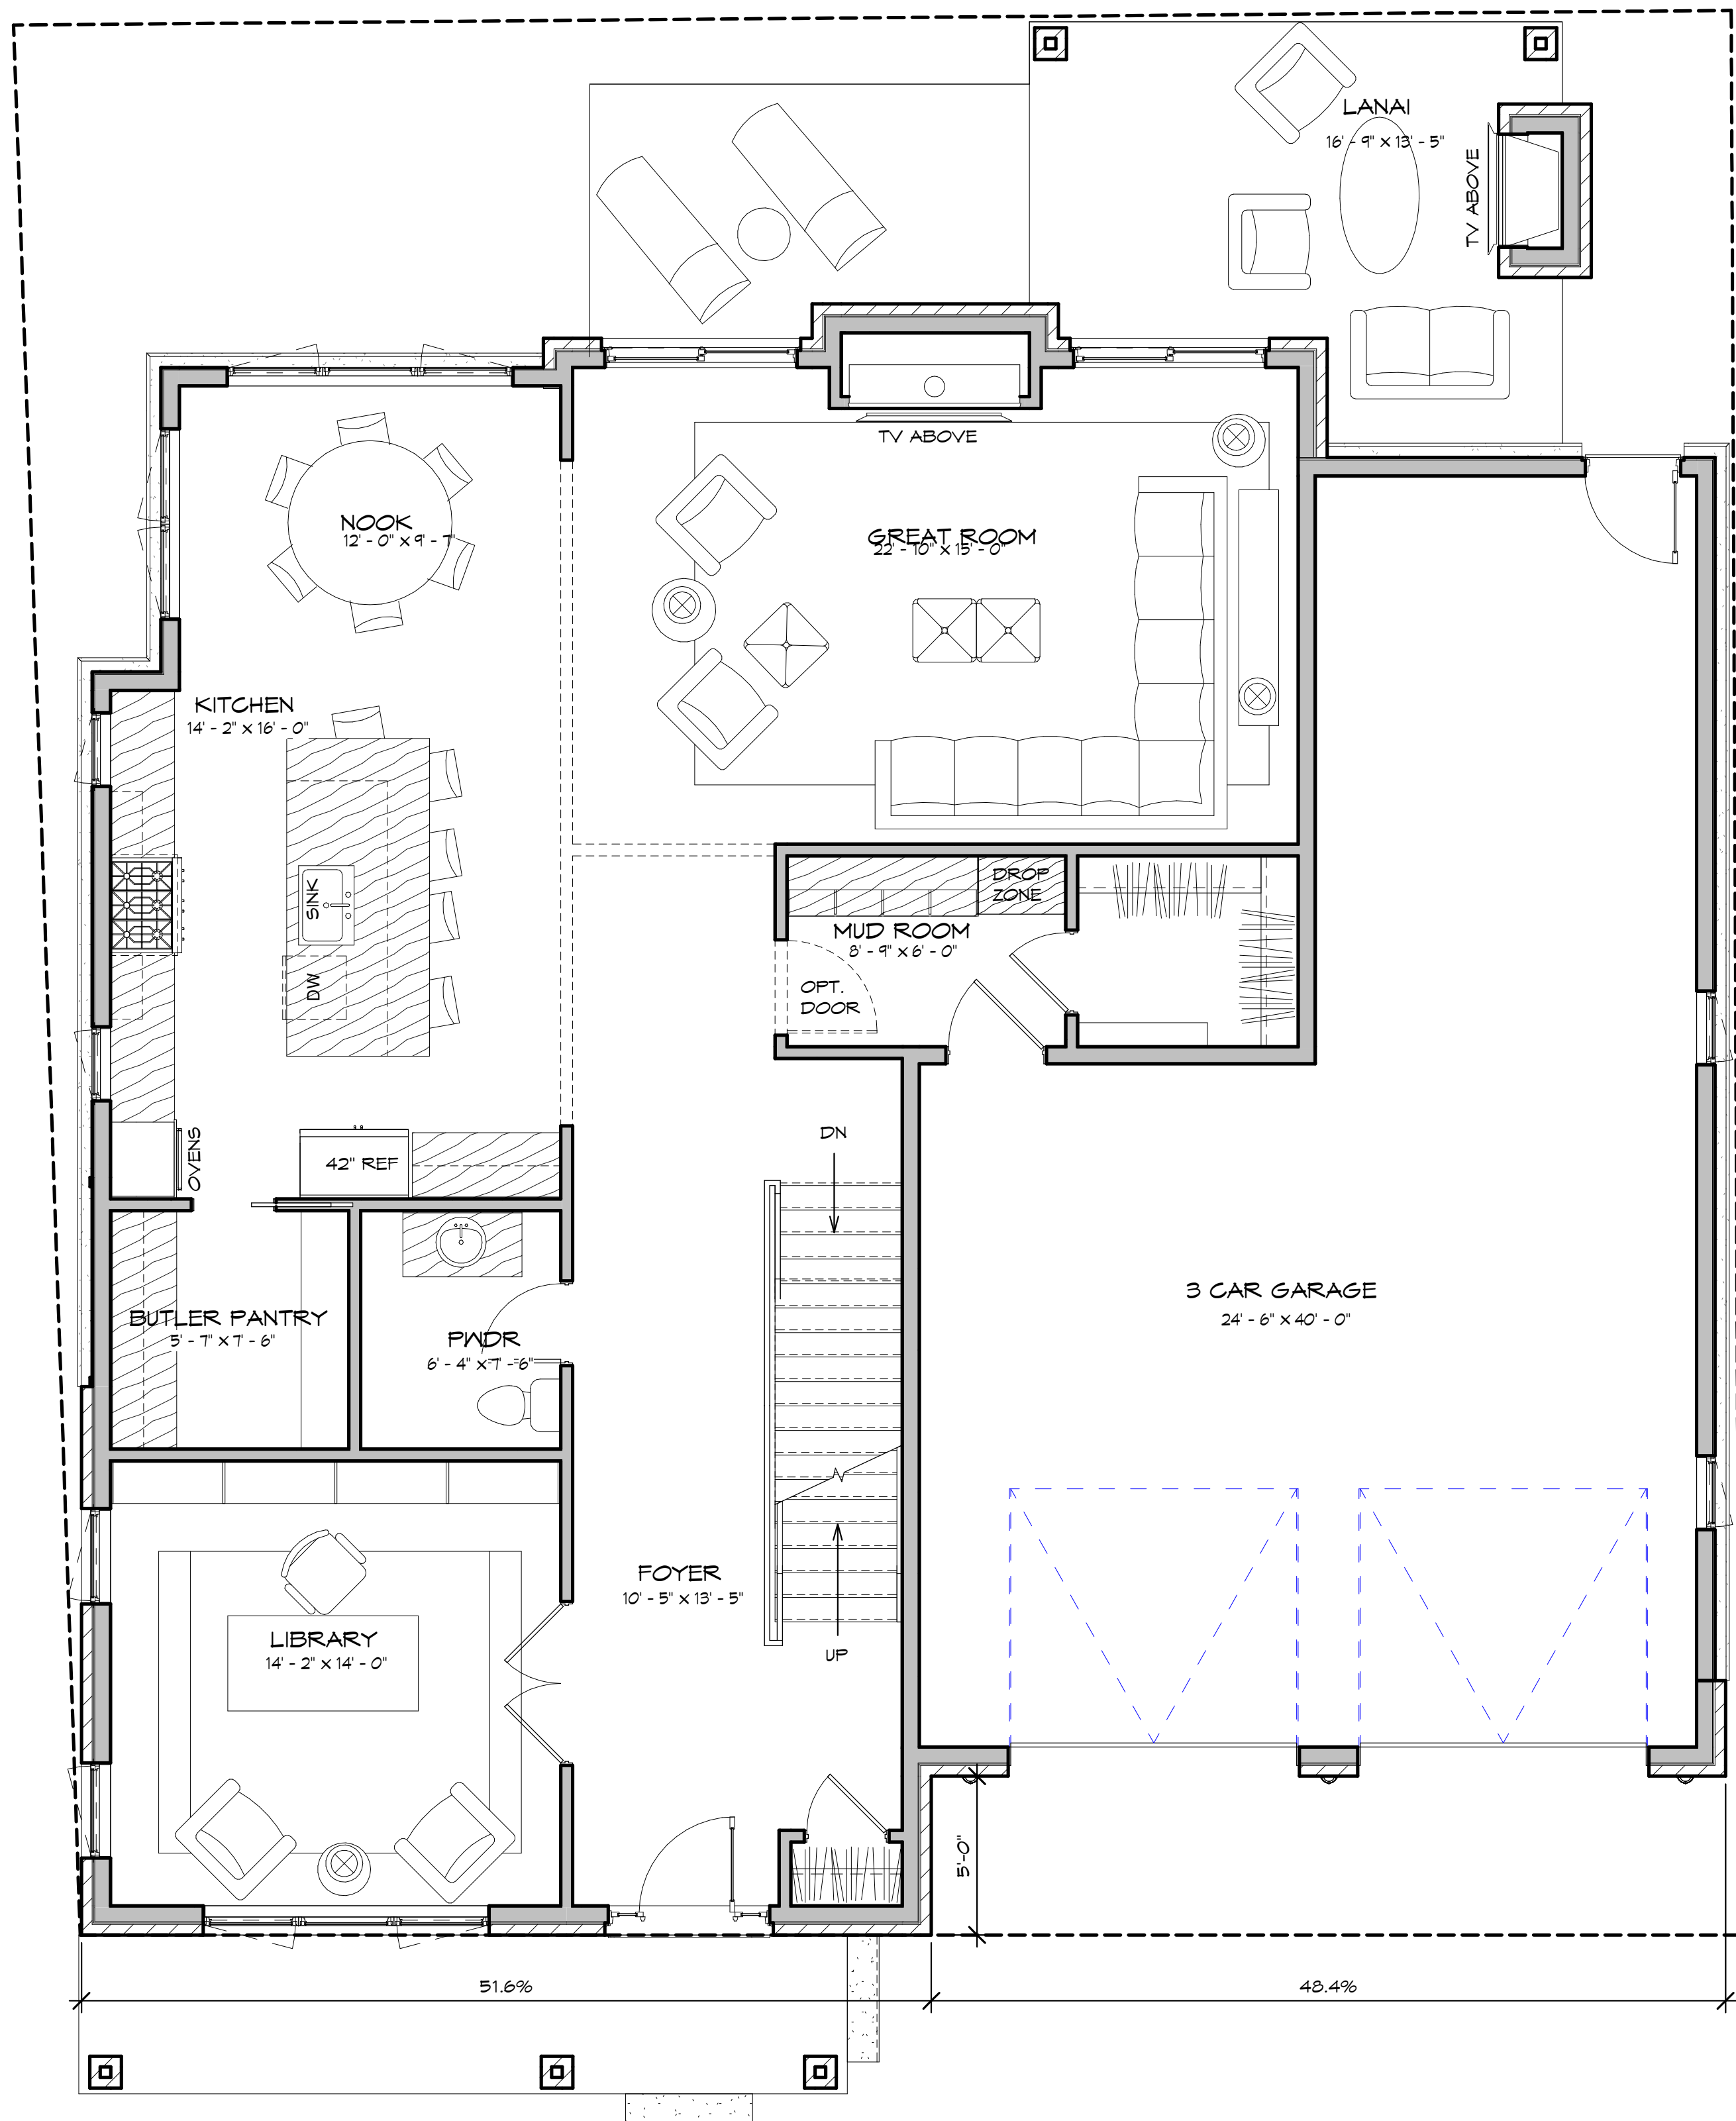 LANAI
16' - 9" x 13' - 5"
TV ABOVE
TV ABOVE
NOOK
12' - 0" x 9' - 7"
GREAT ROOM
22' - 10" x 15' - 0"
KITCHEN
14' - 2" x 16' - 0"
SINK
DW
DROP
ZONE
MUD ROOM
8' - 9" x 6' - 0"
OPT.
DOOR
OVENS
42" REF
DN
BUTLER PANTRY
5' - 7" x 7' - 6"
PWDR
6' - 4" x 7' - 6"
3 CAR GARAGE
24' - 6" x 40' - 0"
FOYER
10' - 5" x 13' - 5"
LIBRARY
14' - 2" x 14' - 0"
UP
5'-0"
51.6%
48.4%